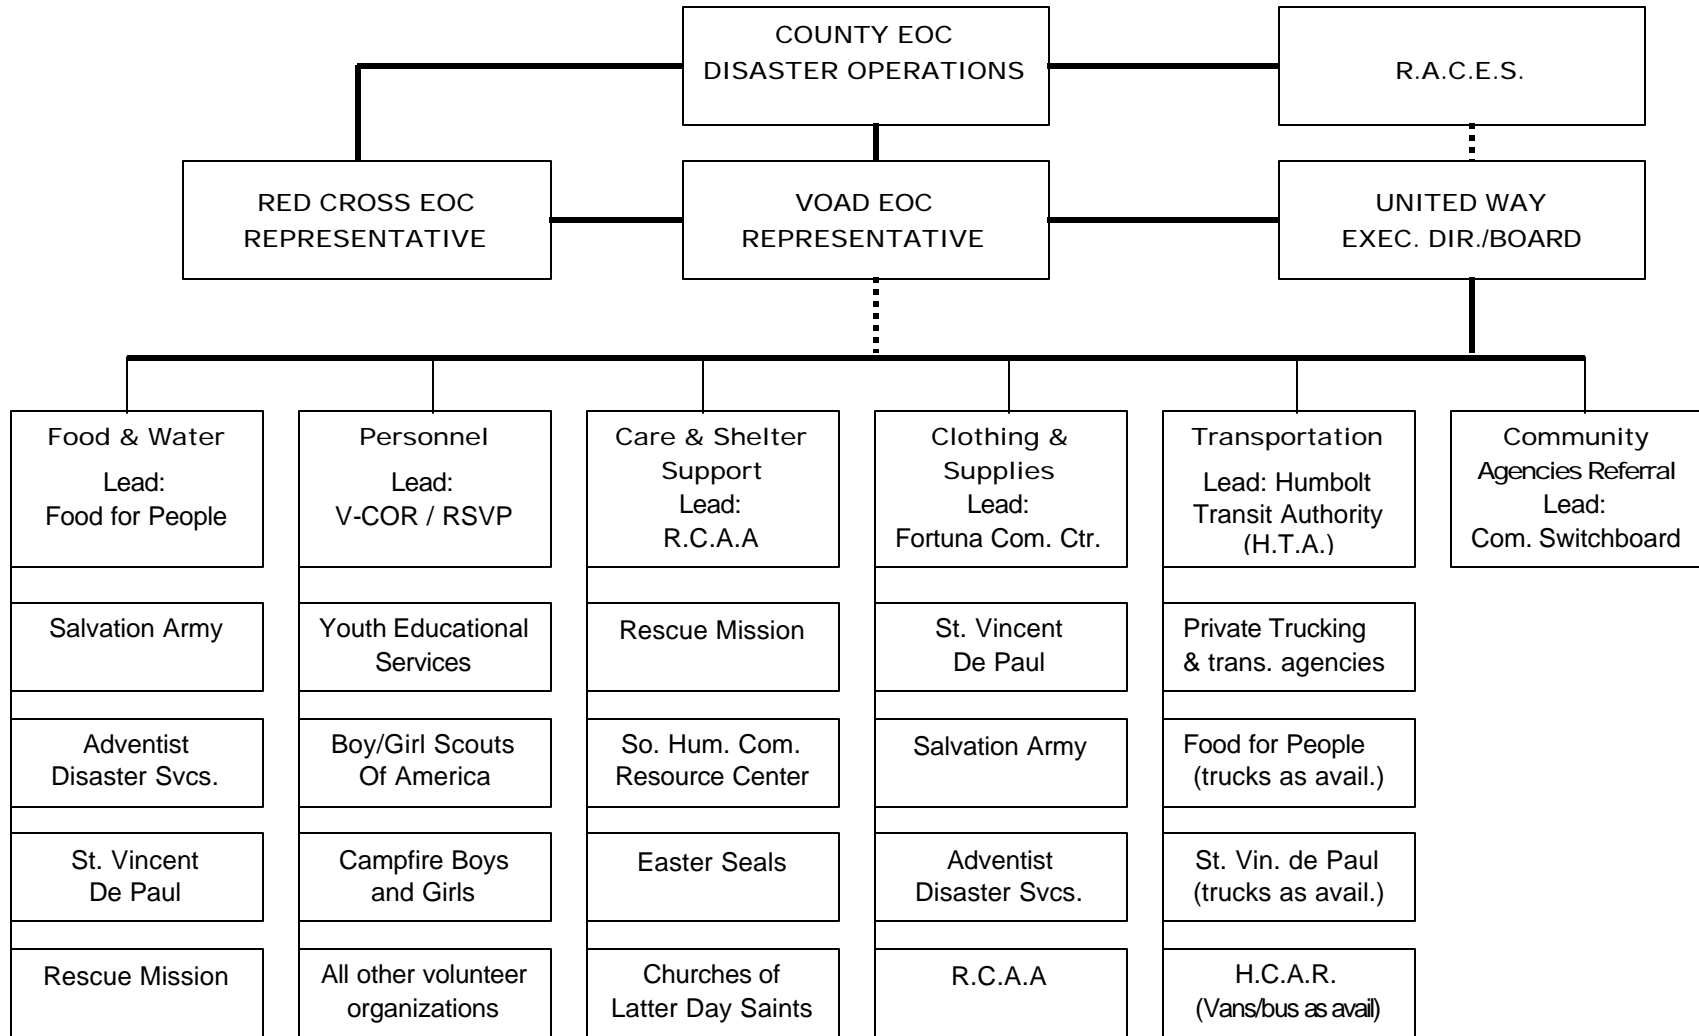 COUNTY EOC
DISASTER OPERATIONS
R.A.C.E.S.
RED CROSS EOC
REPRESENTATIVE
VOAD EOC
REPRESENTATIVE
UNITED WAY
EXEC. DIR./BOARD
Food & Water
Lead:
Food for People
Salvation Army
Adventist
Disaster Svcs.
St. Vincent
De Paul
Rescue Mission
Personnel
Lead:
V-COR / RSVP
Youth Educational
Services
Boy/Girl Scouts
Of America
Campfire Boys
and Girls
All other volunteer
organizations
Care & Shelter
Support
Lead:
R.C.A.A
Rescue Mission
So. Hum. Com.
Resource Center
Easter Seals
Churches of
Latter Day Saints
Clothing &
Supplies
Lead:
Fortuna Com. Ctr.
St. Vincent
De Paul
Salvation Army
Adventist
Disaster Svcs.
R.C.A.A
Transportation
Lead: Humbolt
Transit Authority
(H.T.A.)
Private Trucking
& trans. agencies
Food for People
(trucks as avail.)
St. Vin. de Paul
(trucks as avail.)
H.C.A.R.
(Vans/bus as avail)
Community
Agencies Referral
Lead:
Com. Switchboard